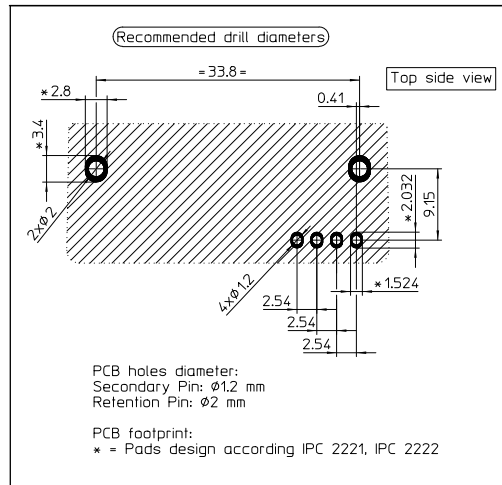 Recommended drill diameters
= 33.8 =
Top side view
* 2.8
0.41
* 3.4
* 2.032
9.15
2xø2
4xø1.2
* 1.524
2.54
2.54
2.54
PCB holes diameter:
Secondary Pin: ø1.2 mm
Retention Pin: ø2 mm
PCB footprint:
* = Pads design according IPC 2221, IPC 2222